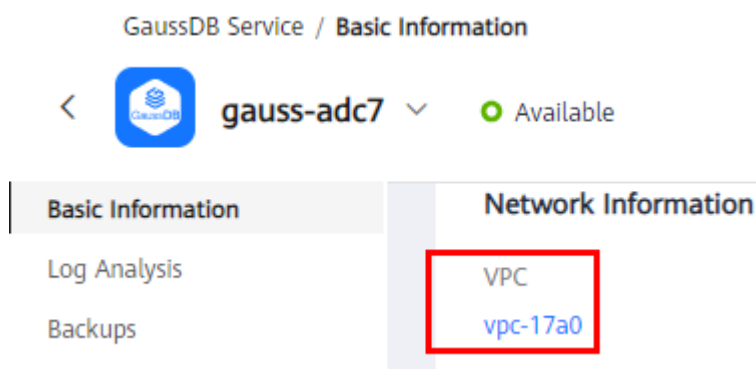 GaussDB Service / Basic Information
GaussDB
gauss-adc7
Available
Basic Information
Log Analysis
Backups
Network Information
VPC
vpc-17a0